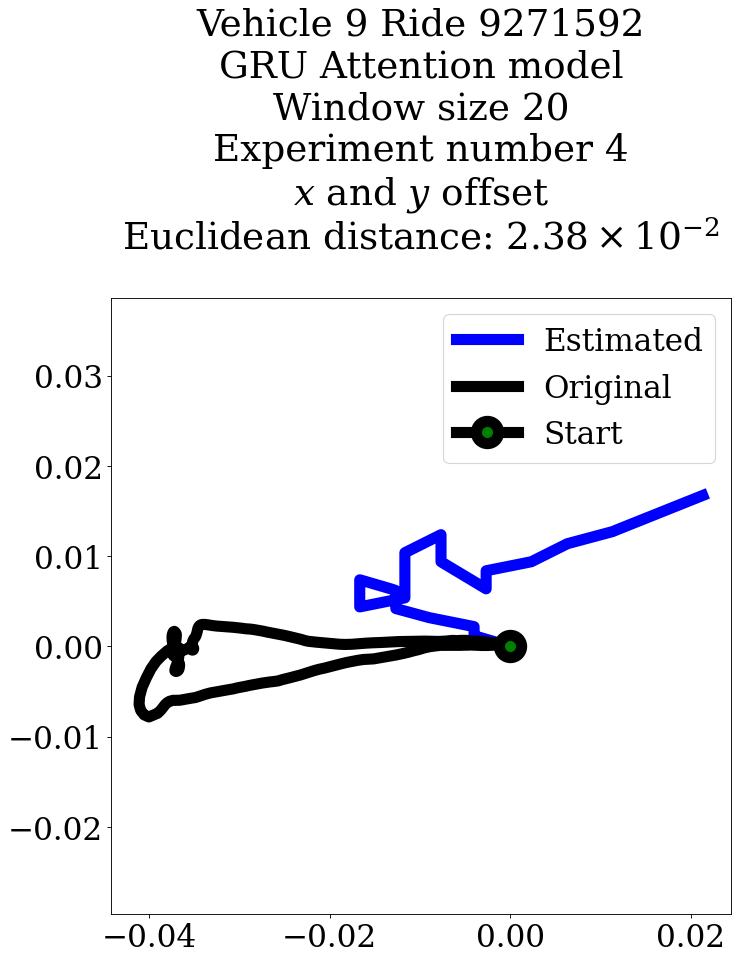 Vehicle 9 Ride 9271592
GRU Attention model
Window size 20
Experiment number 4
x and y offset
Euclidean distance: 2.38 × 10⁻²
Estimated
Original
Start
0.03
0.02
0.01
0.00
−0.01
−0.02
−0.04
−0.02
0.00
0.02